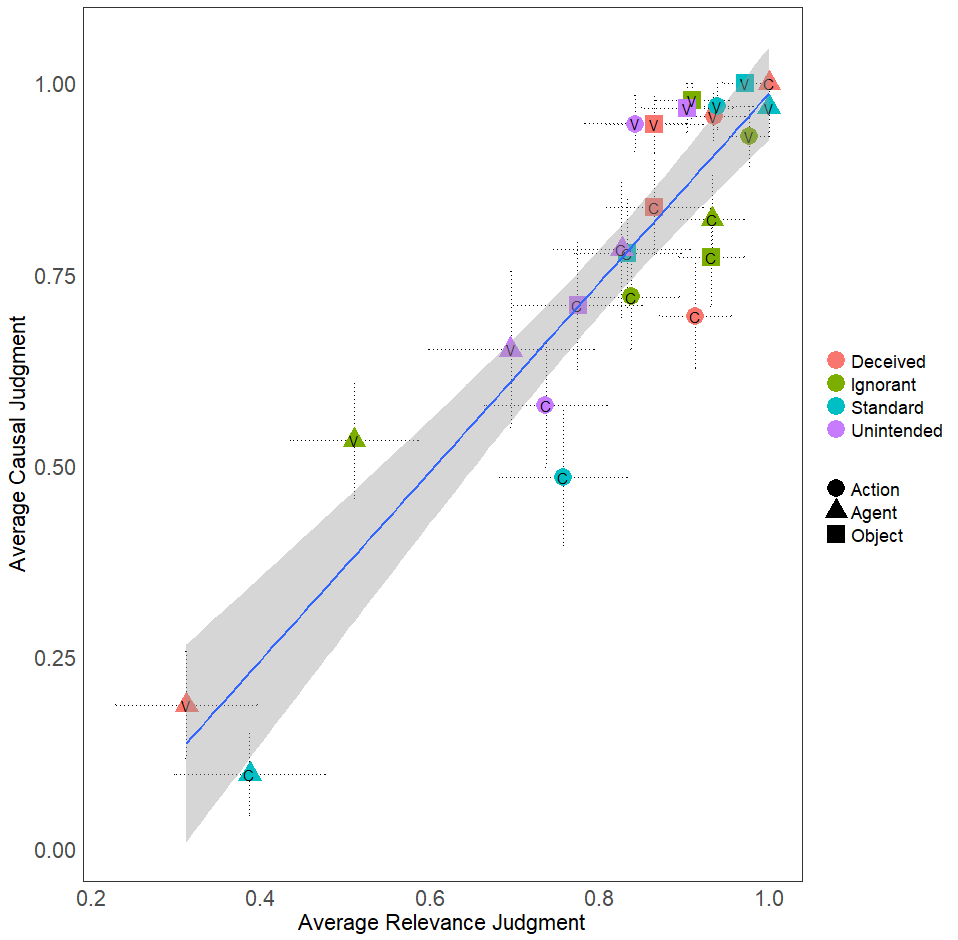 1.00
0.75
0.50
0.25
0.00
Average Causal Judgment
V
V
C
V
V
V
V
C
V
V
V
C
C
C
C
C
C
C
C
V
C
C
V
C
V
C
Deceived
Ignorant
Standard
Unintended
Action
Agent
Object
0.2 0.4 0.6 0.8 1.0
Average Relevance Judgment